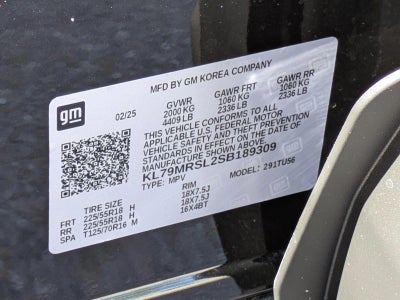 gm
MFD BY GM KOREA COMPANY
02/25 GVWR GAWR FRT GAWR RR
2000 KG 1060 KG 1060 KG
4409 LB 2336 LB 2336 LB
THIS VEHICLE CONFORMS TO ALL
APPLICABLE U.S. FEDERAL MOTOR
VEHICLE SAFETY AND THEFT PREVENTION
STANDARDS IN EFFECT ON THE DATE OF
MANUFACTURE SHOWN ABOVE.
KL79MRSL2SB189309
TYPE: MPV MODEL: 291TU56
TIRE SIZE RIM
FRT 225/55R18 H 18X7.5J
RR 225/55R18 H 18X7.5J
SPA T125/70R16 M 16X4BT